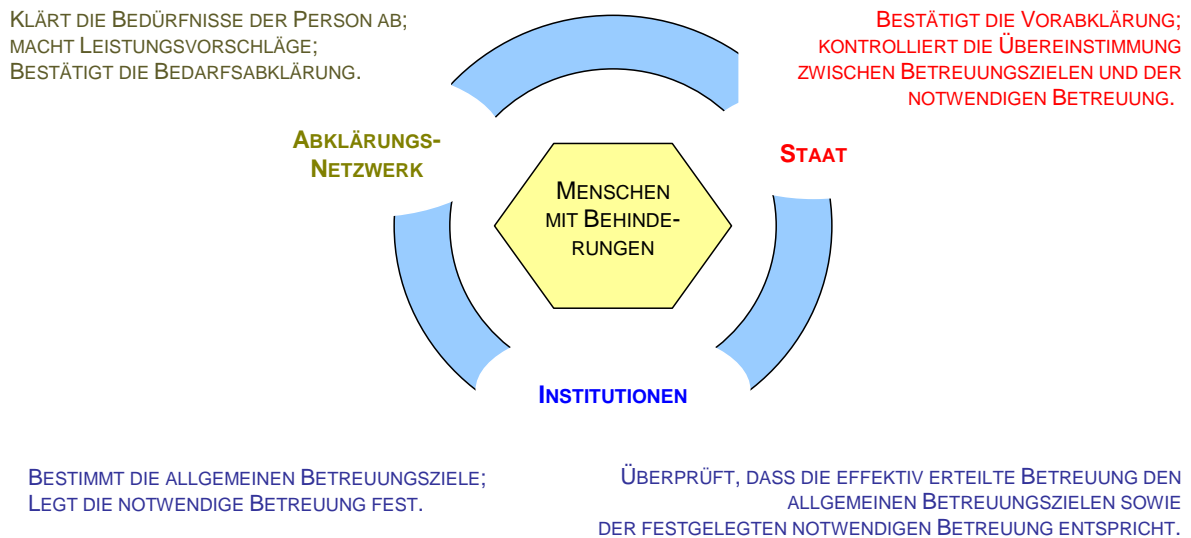 KLÄRT DIE BEDÜRFNISSE DER PERSON AB;
MACHT LEISTUNGSVORSCHLÄGE;
BESTÄTIGT DIE BEDARFSABKLÄRUNG.
BESTÄTIGT DIE VORABKLÄRUNG;
KONTROLLIERT DIE ÜBEREINSTIMMUNG
ZWISCHEN BETREUUNGSZIELEN UND DER
NOTWENDIGEN BETREUUNG.
ABKLÄRUNGS-
NETZWERK
STAAT
MENSCHEN
MIT BEHINDE-
RUNGEN
INSTITUTIONEN
BESTIMMT DIE ALLGEMEINEN BETREUUNGSZIELE;
LEGT DIE NOTWENDIGE BETREUUNG FEST.
ÜBERPRÜFT, DASS DIE EFFEKTIV ERTEILTE BETREUUNG DEN
ALLGEMEINEN BETREUUNGSZIELEN SOWIE
DER FESTGELEGTEN NOTWENDIGEN BETREUUNG ENTSPRICHT.